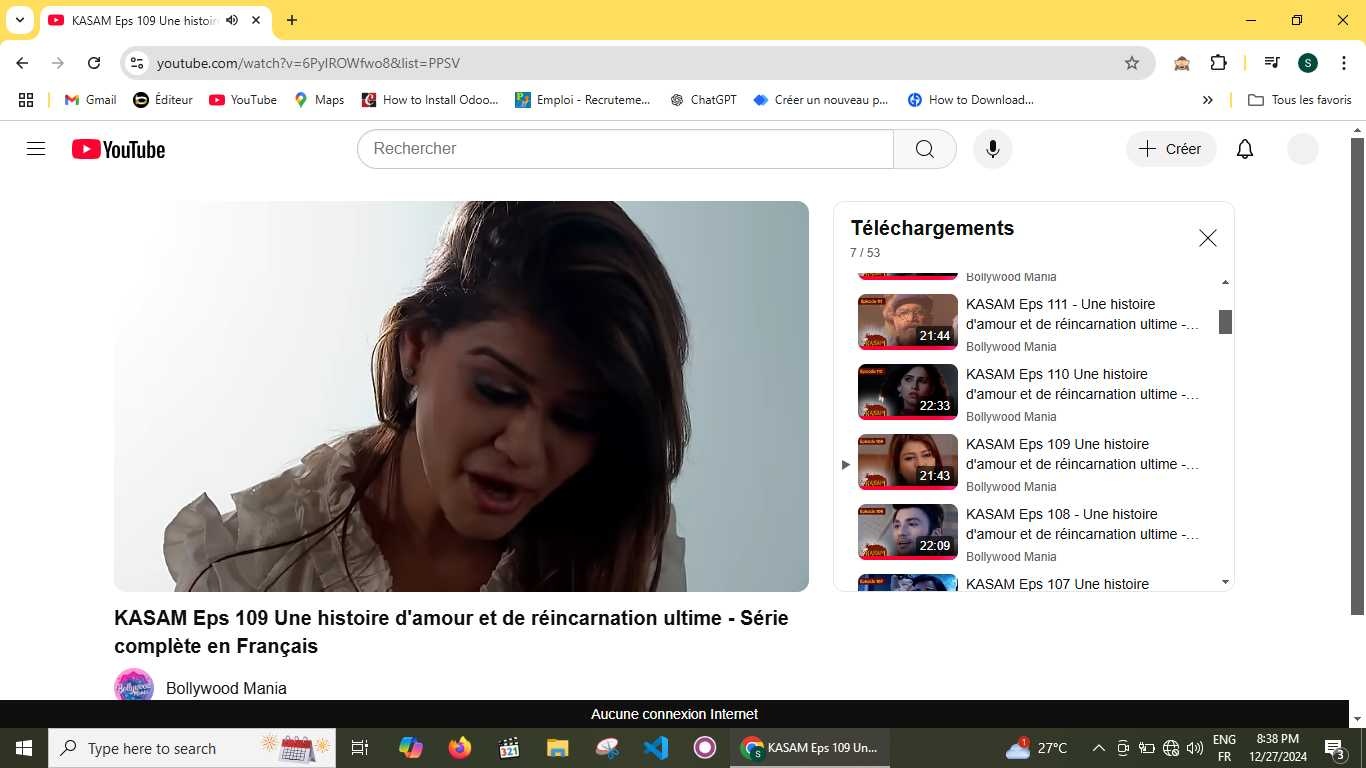 KASAM Eps 109 Une histoir
youtube.com/watch?v=6PylROWfwo8&list=PPSV
S
Gmail
Éditeur
YouTube
Maps
How to Install Odoo...
Emploi - Recruteme...
ChatGPT
Créer un nouveau p...
How to Download...
»
Tous les favoris
YouTube
Rechercher
Créer
Téléchargements
7 / 53
Bollywood Mania
KASAM Eps 111 - Une histoire
d'amour et de réincarnation ultime -...
21:44
Bollywood Mania
KASAM Eps 110 Une histoire
d'amour et de réincarnation ultime -...
22:33
Bollywood Mania
KASAM Eps 109 Une histoire
d'amour et de réincarnation ultime -...
21:43
Bollywood Mania
KASAM Eps 108 - Une histoire
d'amour et de réincarnation ultime -...
22:09
Bollywood Mania
KASAM Eps 107 Une histoire
KASAM Eps 109 Une histoire d'amour et de réincarnation ultime - Série
complète en Français
Bollywood Mania
Aucune connexion Internet
Type here to search
KASAM Eps 109 Un...
27°C
ENG
FR
8:38 PM
12/27/2024
3